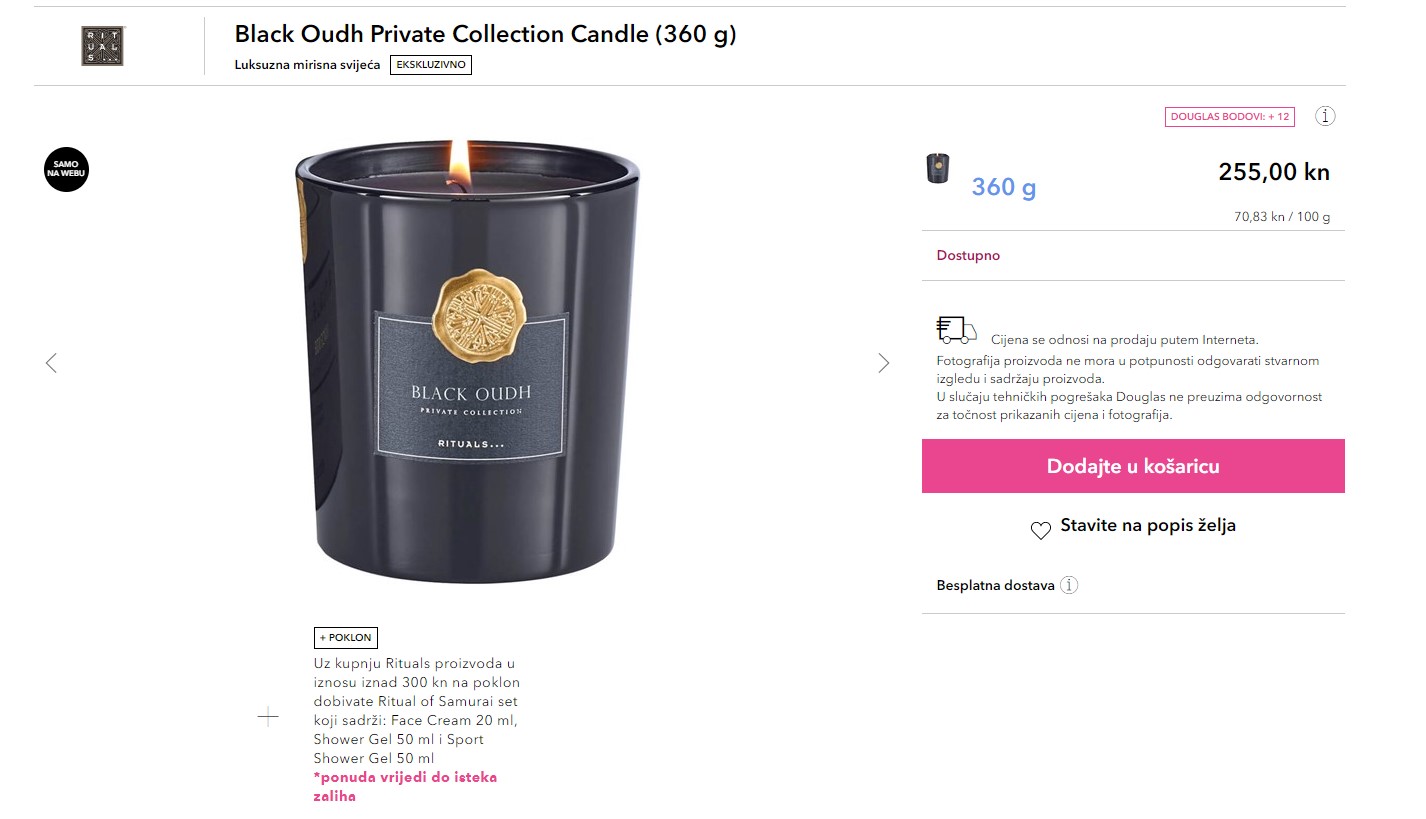 RIT
UAL
S...
Black Oudh Private Collection Candle (360 g)
Luksuzna mirisna svijeća
EKSKLUZIVNO
SAMO
NA WEBU
BLACK OUDH
PRIVATE COLLECTION
RITUALS...
+ POKLON
Uz kupnju Rituals proizvoda u
iznosu iznad 300 kn na poklon
dobivate Ritual of Samurai set
koji sadrži: Face Cream 20 ml,
Shower Gel 50 ml i Sport
Shower Gel 50 ml
*ponuda vrijedi do isteka
zaliha
DOUGLAS BODOVI: + 12
360 g
255,00 kn
70,83 kn / 100 g
Dostupno
Cijena se odnosi na prodaju putem Interneta.
Fotografija proizvoda ne mora u potpunosti odgovarati stvarnom
izgledu i sadržaju proizvoda.
U slučaju tehničkih pogrešaka Douglas ne preuzima odgovornost
za točnost prikazanih cijena i fotografija.
Dodajte u košaricu
Stavite na popis želja
Besplatna dostava